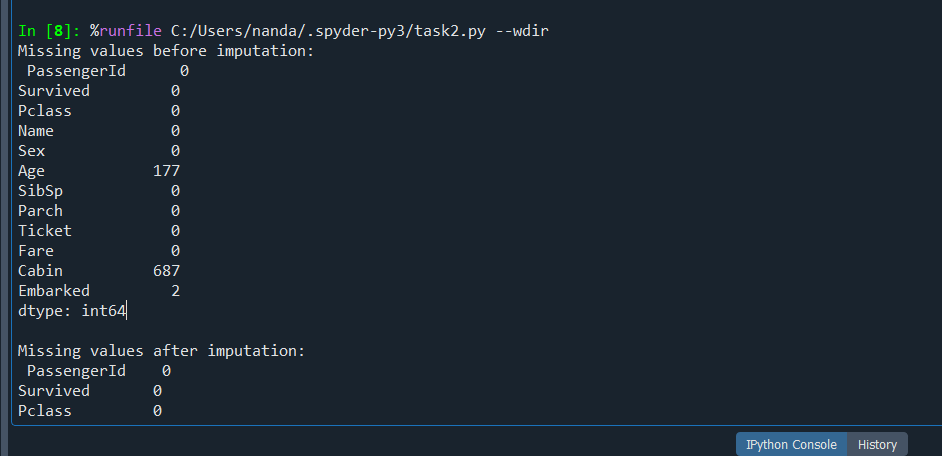 In [8]: %runfile C:/Users/nanda/.spyder-py3/task2.py --wdir
Missing values before imputation:
 PassengerId      0
Survived         0
Pclass           0
Name             0
Sex              0
Age            177
SibSp            0
Parch            0
Ticket           0
Fare             0
Cabin          687
Embarked         2
dtype: int64

Missing values after imputation:
 PassengerId    0
Survived       0
Pclass         0
IPython Console History